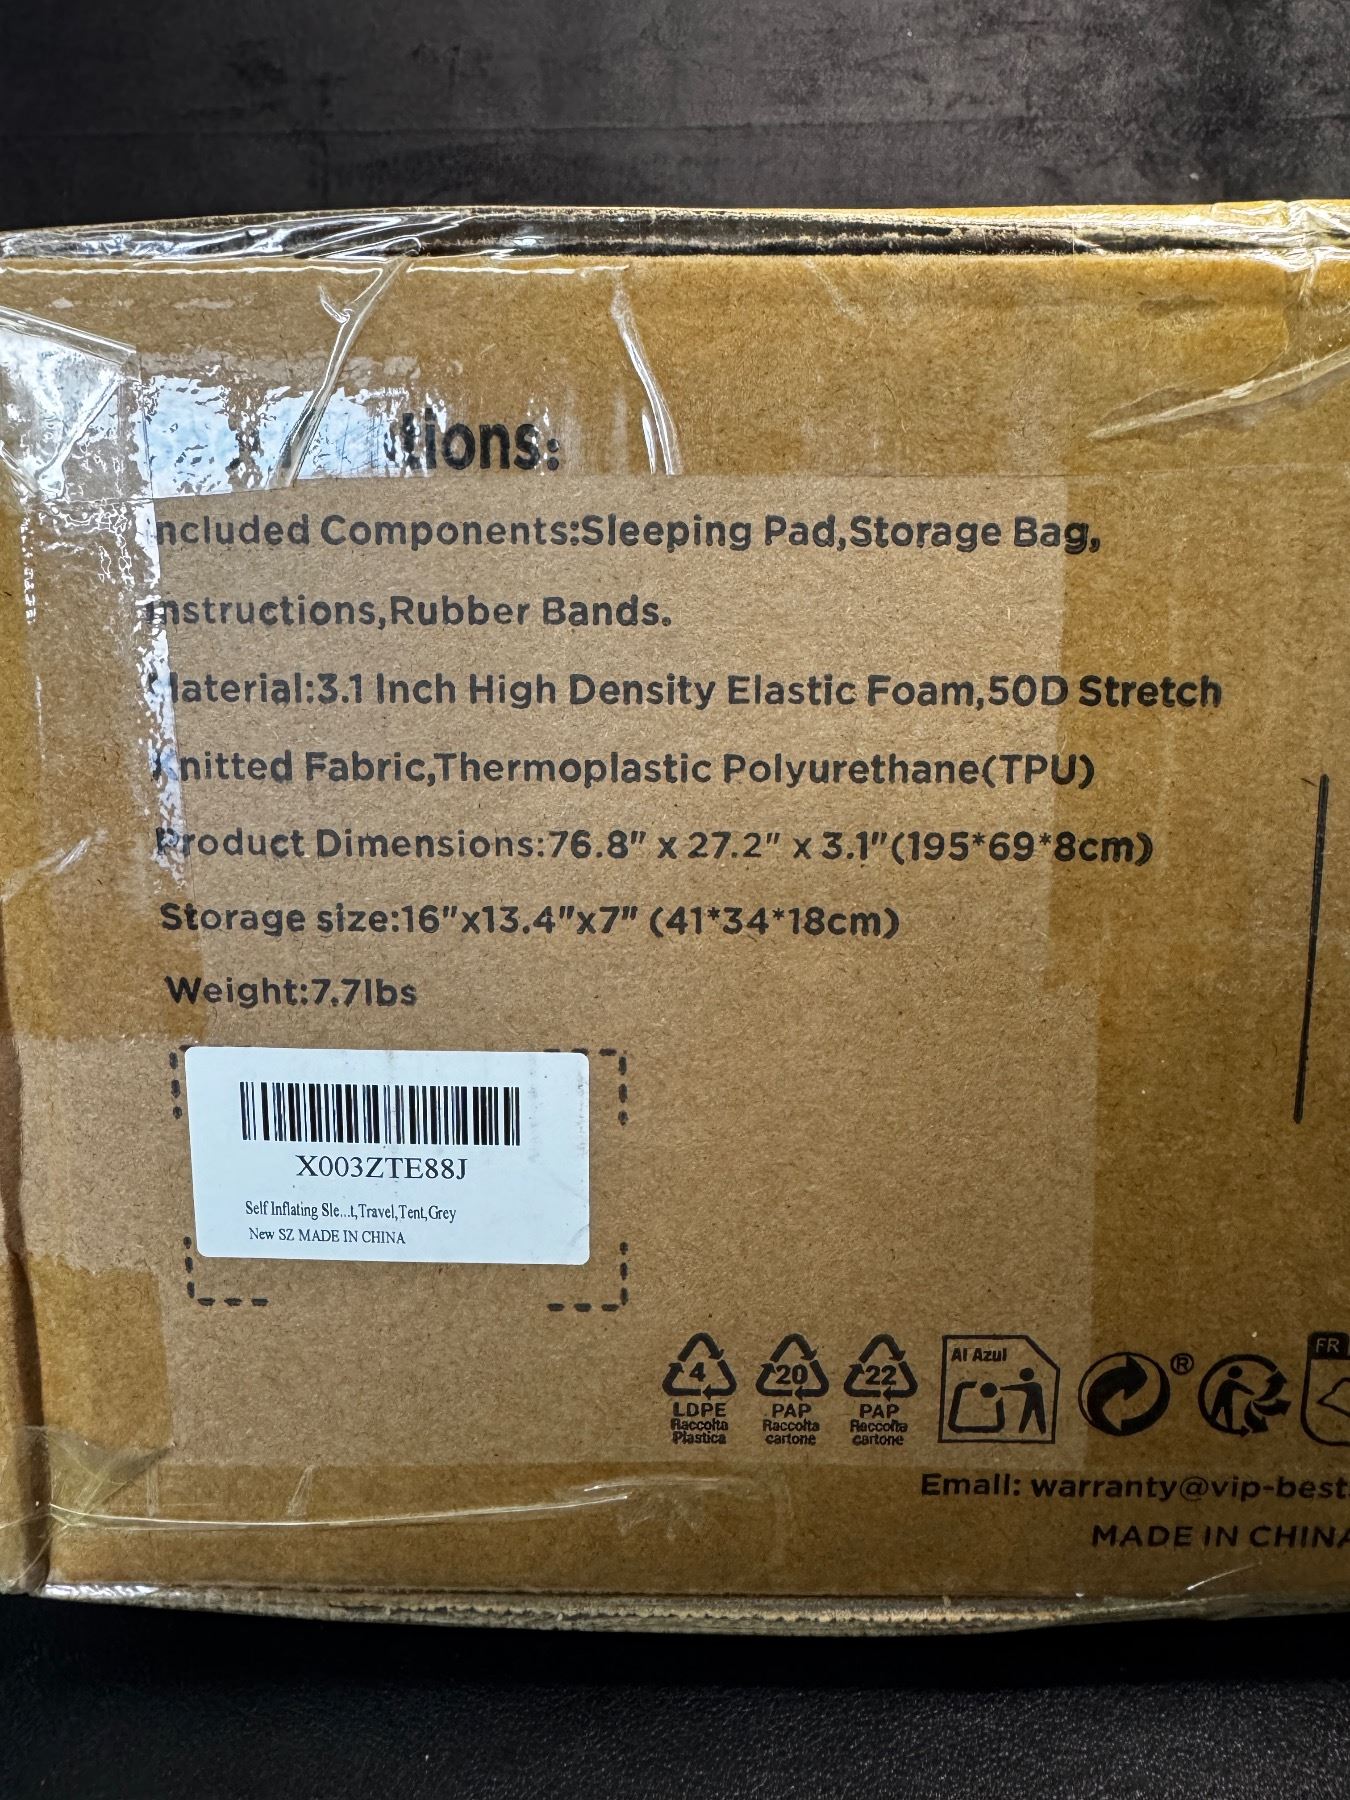 tions:
ncluded Components:Sleeping Pad,Storage Bag,
Instructions,Rubber Bands.
Material:3.1 Inch High Density Elastic Foam,50D Stretch
Knitted Fabric,Thermoplastic Polyurethane(TPU)
Product Dimensions:76.8" x 27.2" x 3.1"(195*69*8cm)
Storage size:16"x13.4"x7" (41*34*18cm)
Weight:7.7lbs
X003ZTE88J
Self Inflating Sle...t,Travel,Tent,Grey
New SZ MADE IN CHINA
4 20 22 Al Azul ® FR
LDPE PAP PAP
Raccolta Raccolta Raccolta
Plastica cartone cartone
Email: warranty@vip-best
MADE IN CHINA